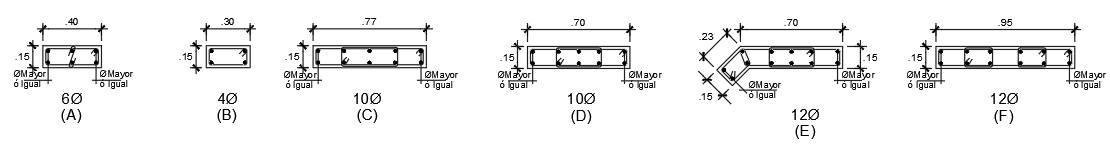 .40
.15
ØMayor
ó Igual
ØMayor
ó Igual
6Ø
(A)
.30
.15
4Ø
(B)
.77
.15
ØMayor
ó Igual
ØMayor
ó Igual
10Ø
(C)
.70
.15
ØMayor
ó Igual
ØMayor
ó Igual
10Ø
(D)
.23
.70
.15
.15
.15
ØMayor
ó Igual
12Ø
(E)
.95
.15
ØMayor
ó Igual
ØMayor
ó Igual
12Ø
(F)